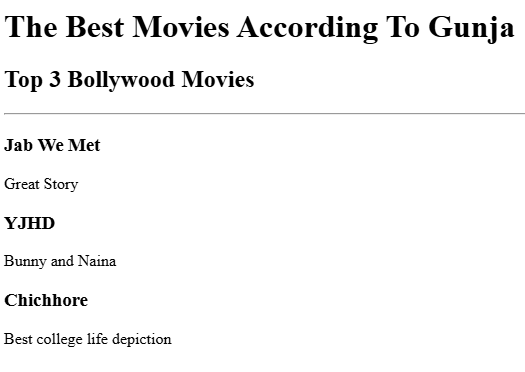 The Best Movies According To Gunja
Top 3 Bollywood Movies
Jab We Met
Great Story
YJHD
Bunny and Naina
Chichhore
Best college life depiction